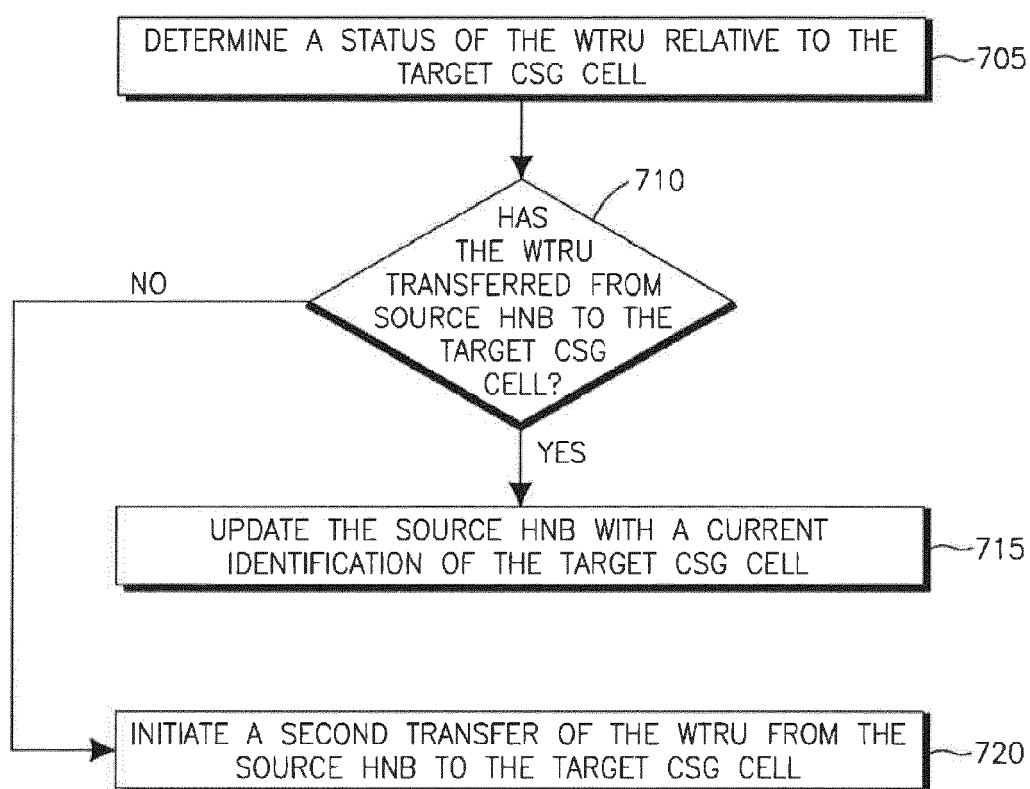 DETERMINE A STATUS OF THE WTRU RELATIVE TO THE
TARGET CSG CELL
705
710
HAS
THE WTRU
TRANSFERRED FROM
SOURCE HNB TO THE
TARGET CSG
CELL?
NO
YES
UPDATE THE SOURCE HNB WITH A CURRENT
IDENTIFICATION OF THE TARGET CSG CELL
715
INITIATE A SECOND TRANSFER OF THE WTRU FROM THE
SOURCE HNB TO THE TARGET CSG CELL
720